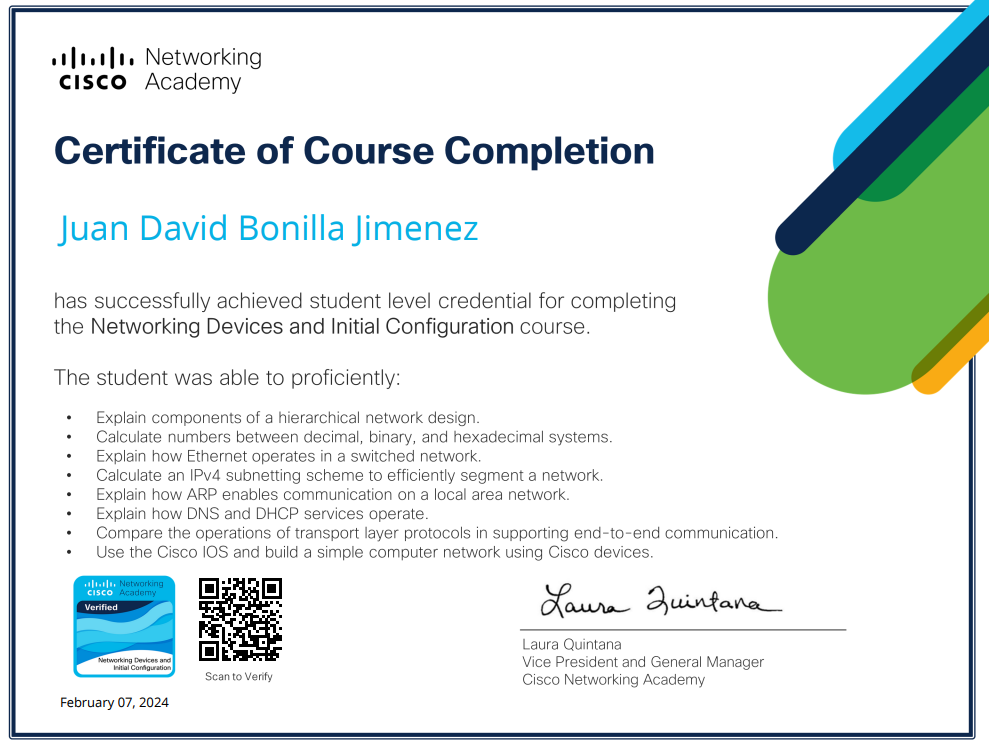 Networking
CISCO Academy
Certificate of Course Completion
Juan David Bonilla Jimenez
has successfully achieved student level credential for completing
the Networking Devices and Initial Configuration course.
The student was able to proficiently:
• Explain components of a hierarchical network design.
• Calculate numbers between decimal, binary, and hexadecimal systems.
• Explain how Ethernet operates in a switched network.
• Calculate an IPv4 subnetting scheme to efficiently segment a network.
• Explain how ARP enables communication on a local area network.
• Explain how DNS and DHCP services operate.
• Compare the operations of transport layer protocols in supporting end-to-end communication.
• Use the Cisco IOS and build a simple computer network using Cisco devices.
Networking
CISCO Academy
Verified
Networking Devices and
Initial Configuration
Scan to Verify
February 07, 2024
Laura Quintana
Laura Quintana
Vice President and General Manager
Cisco Networking Academy